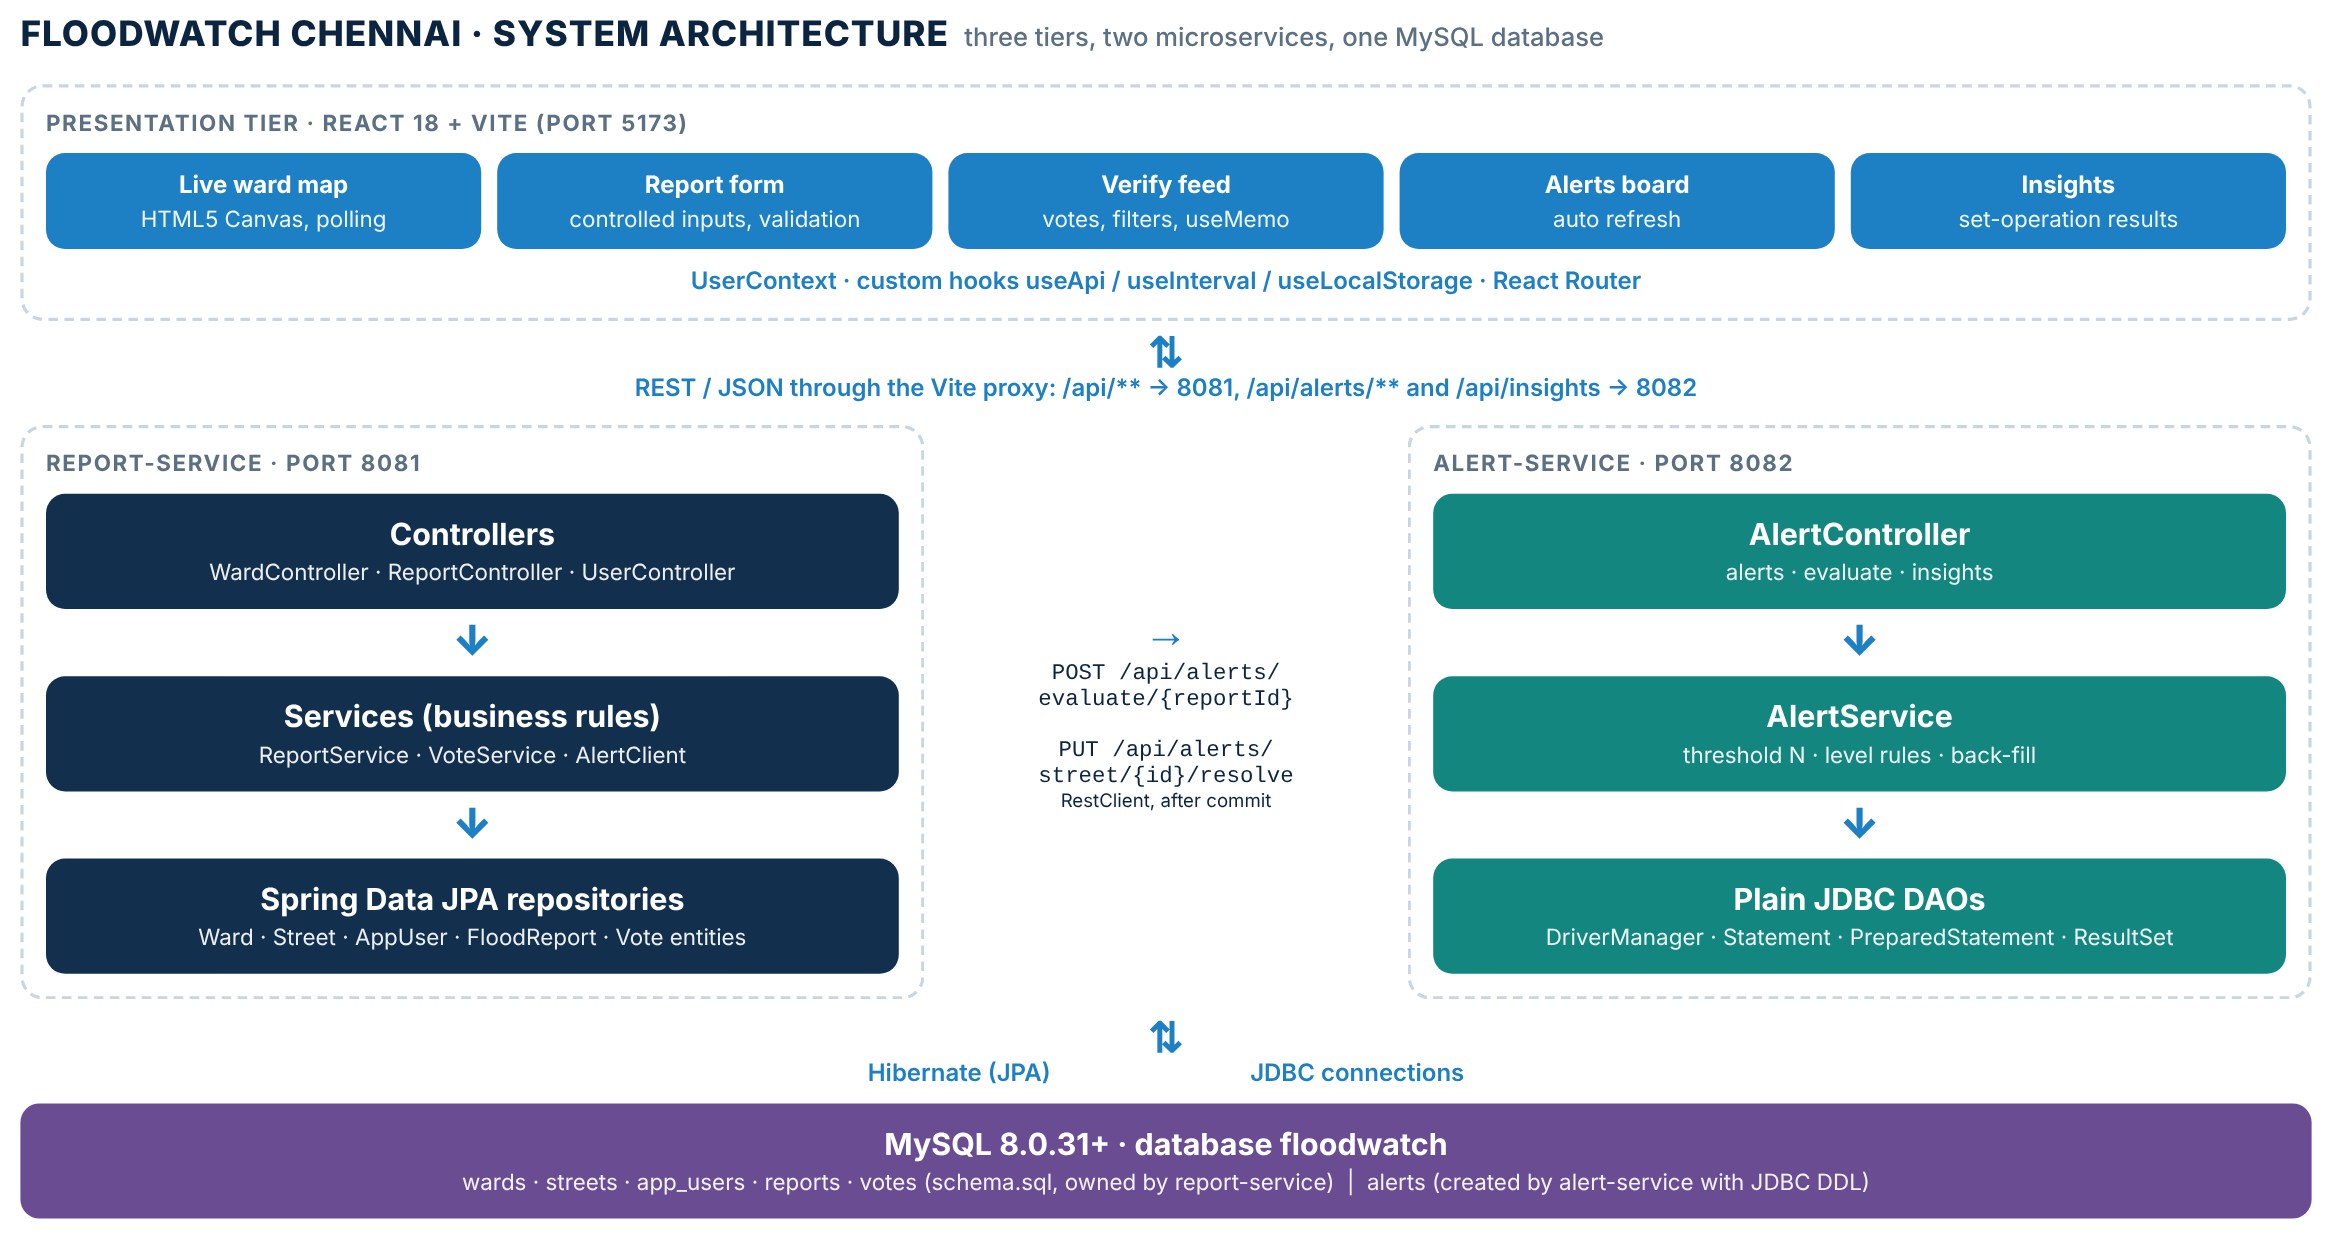 FLOODWATCH CHENNAI · SYSTEM ARCHITECTURE three tiers, two microservices, one MySQL database
PRESENTATION TIER · REACT 18 + VITE (PORT 5173)
Live ward map
HTML5 Canvas, polling
Report form
controlled inputs, validation
Verify feed
votes, filters, useMemo
Alerts board
auto refresh
Insights
set-operation results
UserContext · custom hooks useApi / useInterval / useLocalStorage · React Router
⇅
REST / JSON through the Vite proxy: /api/** → 8081, /api/alerts/** and /api/insights → 8082
REPORT-SERVICE · PORT 8081
Controllers
WardController · ReportController · UserController
↓
Services (business rules)
ReportService · VoteService · AlertClient
↓
Spring Data JPA repositories
Ward · Street · AppUser · FloodReport · Vote entities
→
POST /api/alerts/
evaluate/{reportId}
PUT /api/alerts/
street/{id}/resolve
RestClient, after commit
ALERT-SERVICE · PORT 8082
AlertController
alerts · evaluate · insights
↓
AlertService
threshold N · level rules · back-fill
↓
Plain JDBC DAOs
DriverManager · Statement · PreparedStatement · ResultSet
⇅
Hibernate (JPA) JDBC connections
MySQL 8.0.31+ · database floodwatch
wards · streets · app_users · reports · votes (schema.sql, owned by report-service) | alerts (created by alert-service with JDBC DDL)